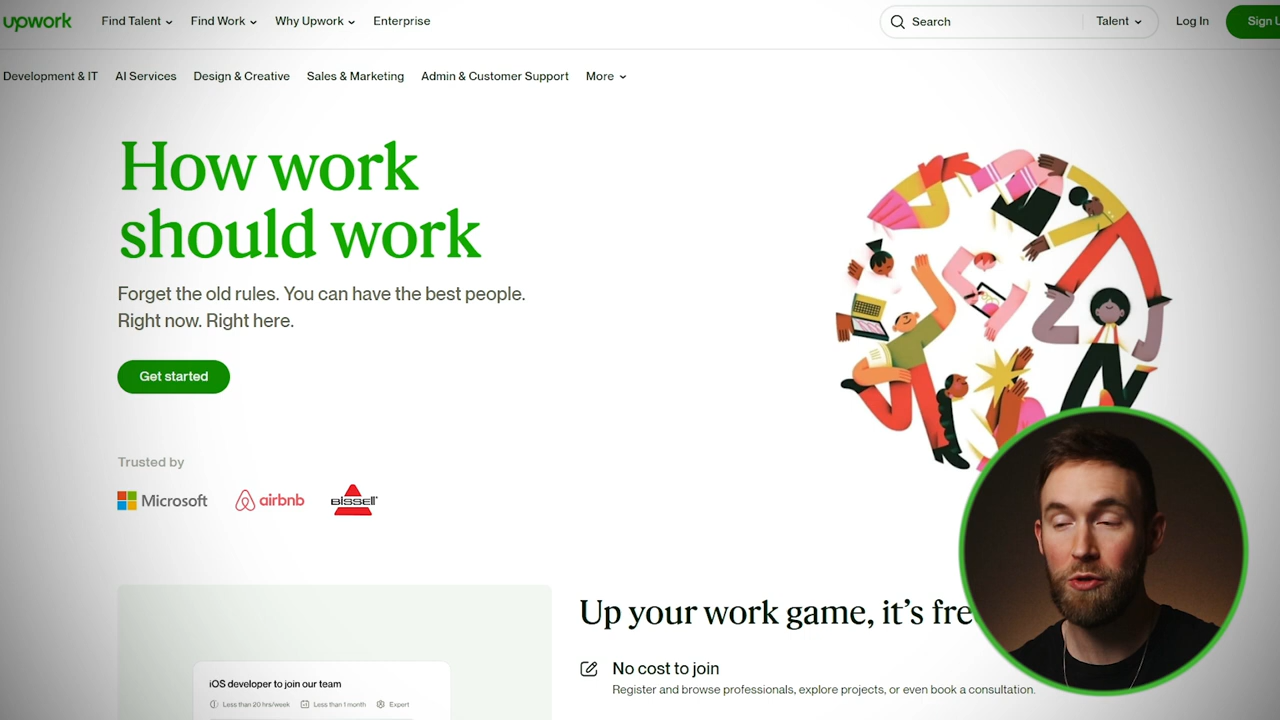 upwork Find Talent Find Work Why Upwork Enterprise Search Talent Log In Sign
Development & IT AI Services Design & Creative Sales & Marketing Admin & Customer Support More
How work
should work
Forget the old rules. You can have the best people.
Right now. Right here.
Get started
Trusted by
Microsoft airbnb BISSELL
Up your work game, it's fre
No cost to join
Register and browse professionals, explore projects, or even book a consultation.
iOS developer to join our team
Less than 20 hrs/week Less than 1 month Expert